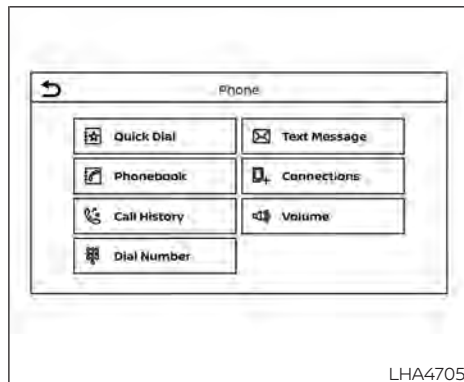 Phone
Quick Dial
Text Message
Phonebook
Connections
Call History
Volume
Dial Number
LHA4705